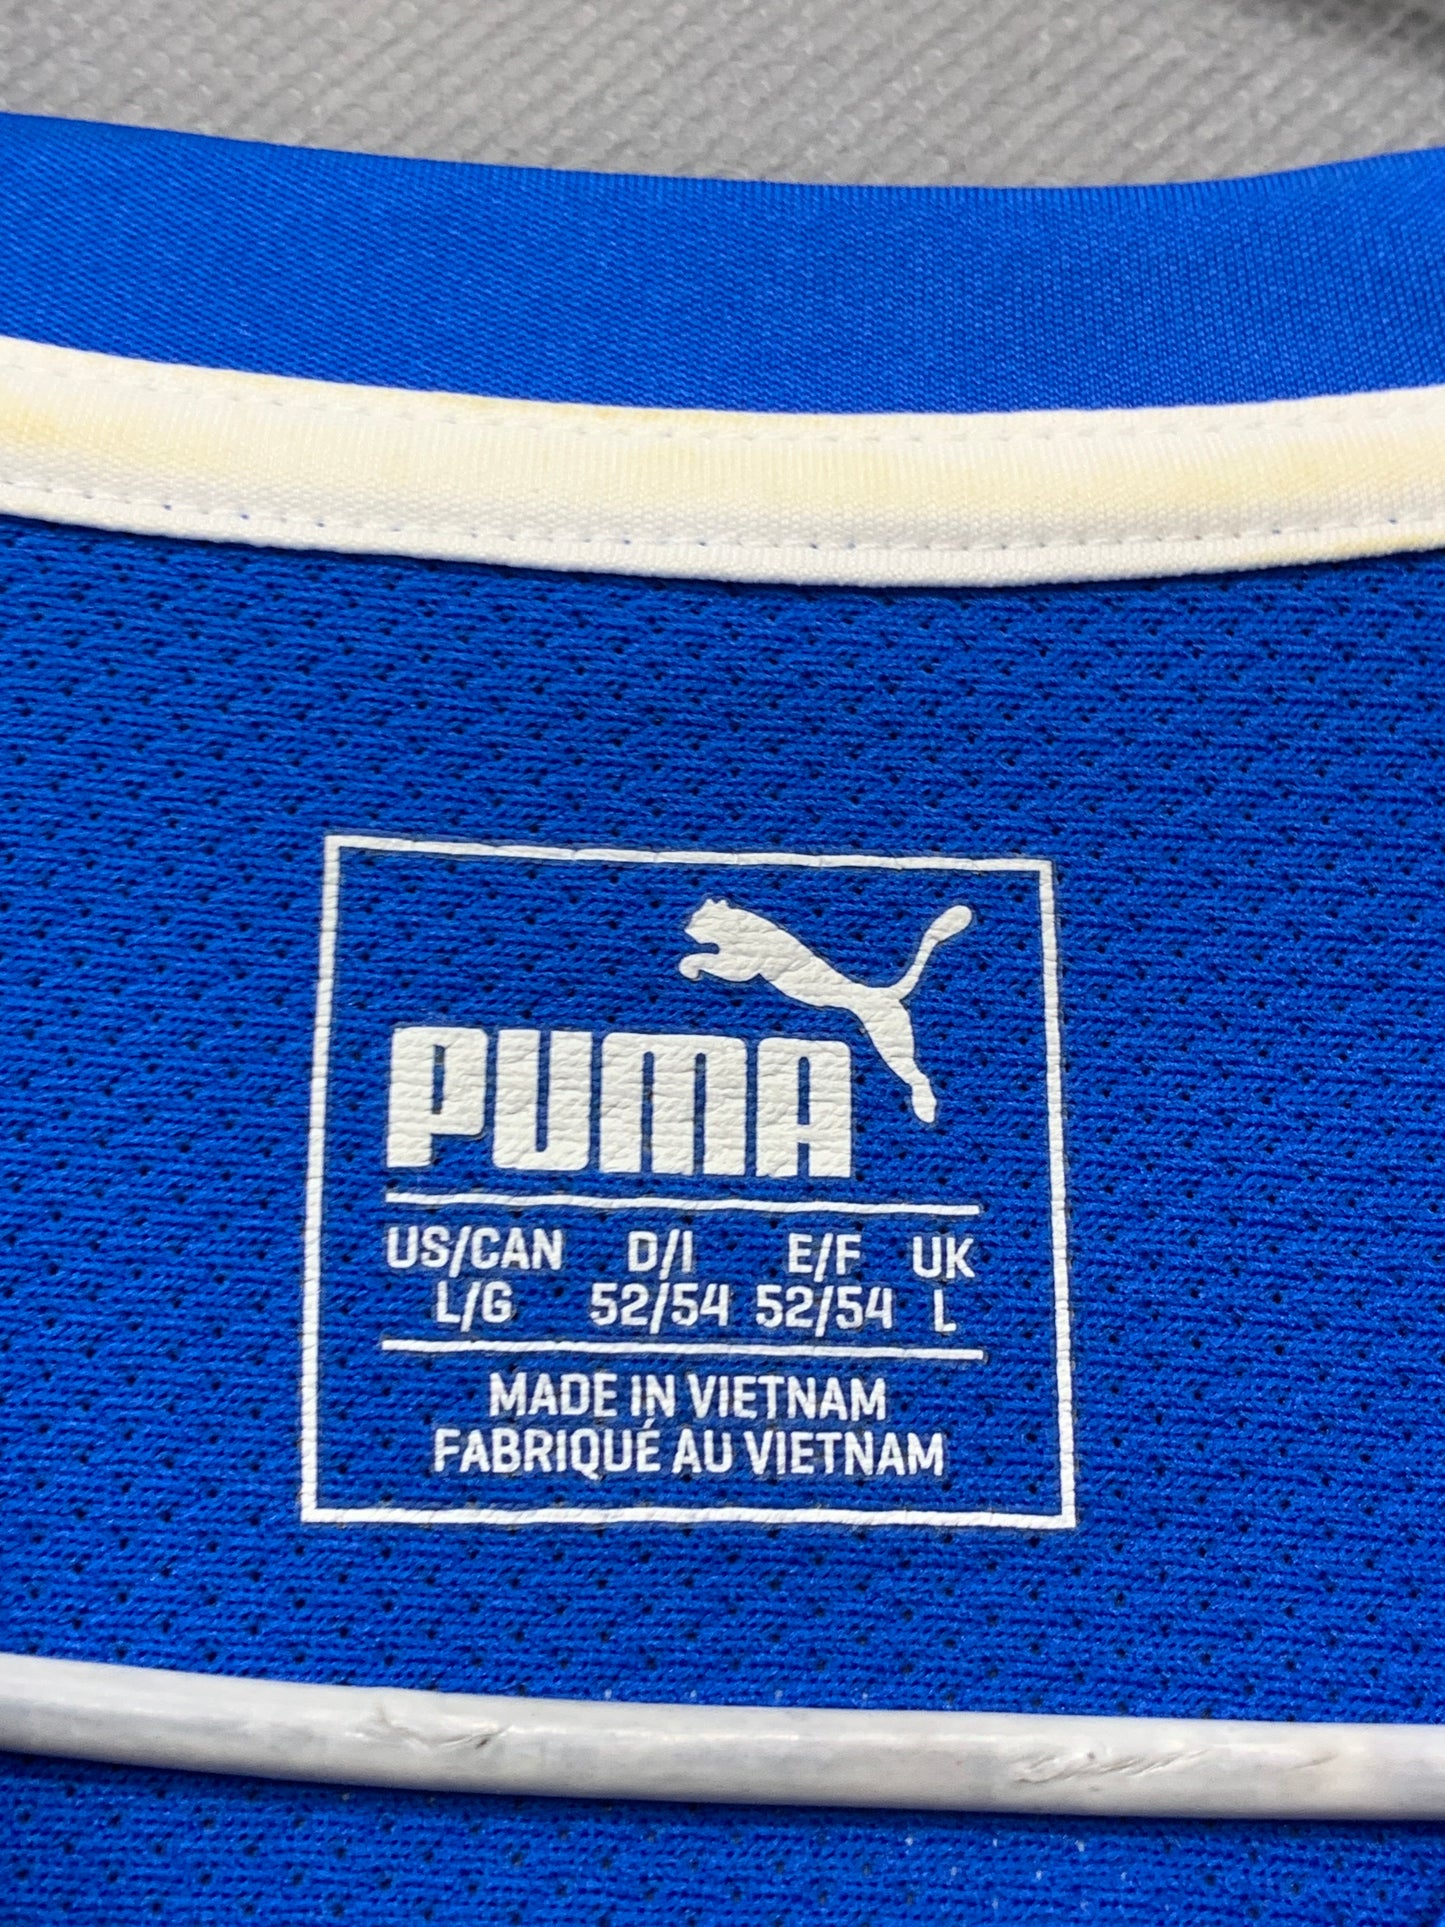 PUMA
US/CAN D/I E/F UK
L/G 52/54 52/54 L
MADE IN VIETNAM
FABRIQUÉ AU VIETNAM